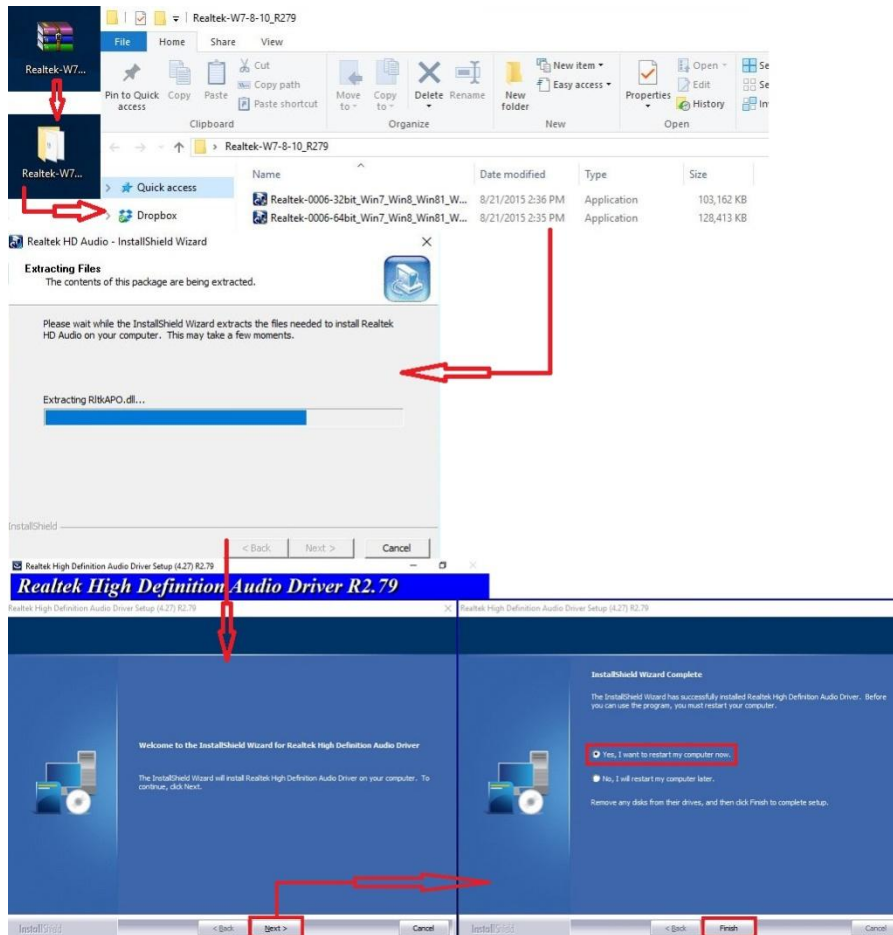 Realtek-W7-8-10_R279
File Home Share View
Realtek-W7...
Pin to Quick access
Copy
Paste
Cut
Copy path
Paste shortcut
Clipboard
Move to
Copy to
Delete
Rename
Organize
New folder
New item
Easy access
New
Properties
Open
Edit
History
Open
Se
Se
In
Realtek-W7-8-10_R279
Realtek-W7...
Quick access
Dropbox
Name Date modified Type Size
Realtek-0006-32bit_Win7_Win8_Win81_W... 8/21/2015 2:36 PM Application 103,162 KB
Realtek-0006-64bit_Win7_Win8_Win81_W... 8/21/2015 2:35 PM Application 128,413 KB
Realtek HD Audio - InstallShield Wizard
Extracting Files
The contents of this package are being extracted.
Please wait while the InstallShield Wizard extracts the files needed to install Realtek
HD Audio on your computer. This may take a few moments.
Extracting RltkAPO.dll...
InstallShield
< Back Next > Cancel
Realtek High Definition Audio Driver Setup (4.27) R2.79
Realtek High Definition Audio Driver R2.79
Realtek High Definition Audio Driver Setup (4.27) R2.79
Welcome to the InstallShield Wizard for Realtek High Definition Audio Driver
The InstallShield Wizard will install Realtek High Definition Audio Driver on your computer. To
continue, click Next.
InstallShield
< Back Next > Cancel
Realtek High Definition Audio Driver Setup (4.27) R2.79
InstallShield Wizard Complete
The InstallShield Wizard has successfully installed Realtek High Definition Audio Driver. Before
you can use the program, you must restart your computer.
Yes, I want to restart my computer now.
No, I will restart my computer later.
Remove any disks from their drives, and then click Finish to complete setup.
InstallShield
< Back Finish Cancel